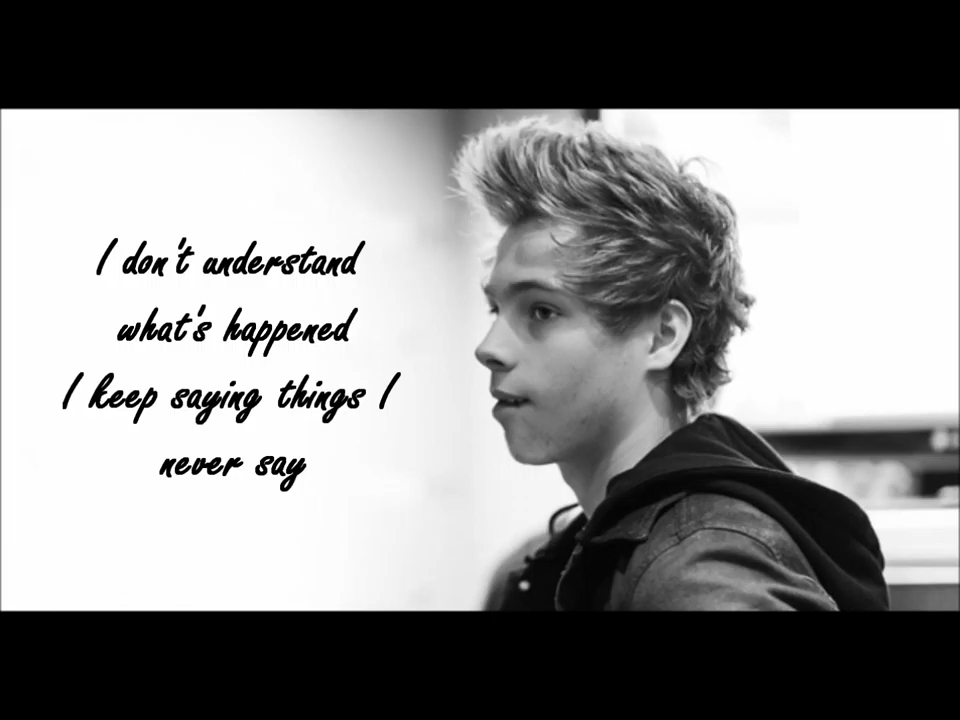 I don't understand
what's happened
I keep saying things I
never say